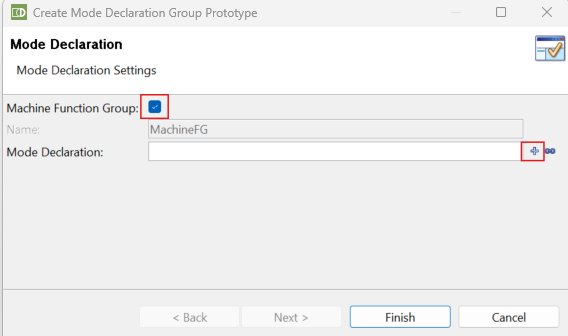 Create Mode Declaration Group Prototype
Mode Declaration
Mode Declaration Settings
Machine Function Group:
Name: MachineFG
Mode Declaration:
< Back Next > Finish Cancel